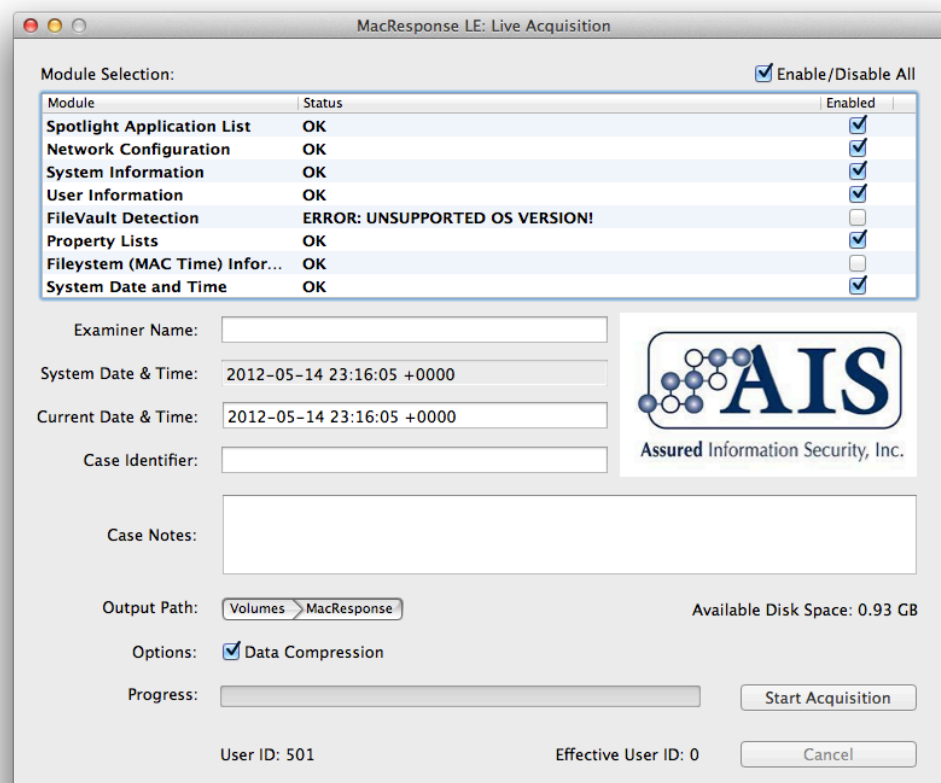 MacResponse LE: Live Acquisition
Module Selection:
Enable/Disable All
Module Status Enabled
Spotlight Application List OK
Network Configuration OK
System Information OK
User Information OK
FileVault Detection ERROR: UNSUPPORTED OS VERSION!
Property Lists OK
Fileystem (MAC Time) Infor... OK
System Date and Time OK
Examiner Name:
System Date & Time: 2012-05-14 23:16:05 +0000
Current Date & Time: 2012-05-14 23:16:05 +0000
Case Identifier:
AIS
Assured Information Security, Inc.
Case Notes:
Output Path: Volumes MacResponse Available Disk Space: 0.93 GB
Options: Data Compression
Progress: Start Acquisition
User ID: 501 Effective User ID: 0 Cancel